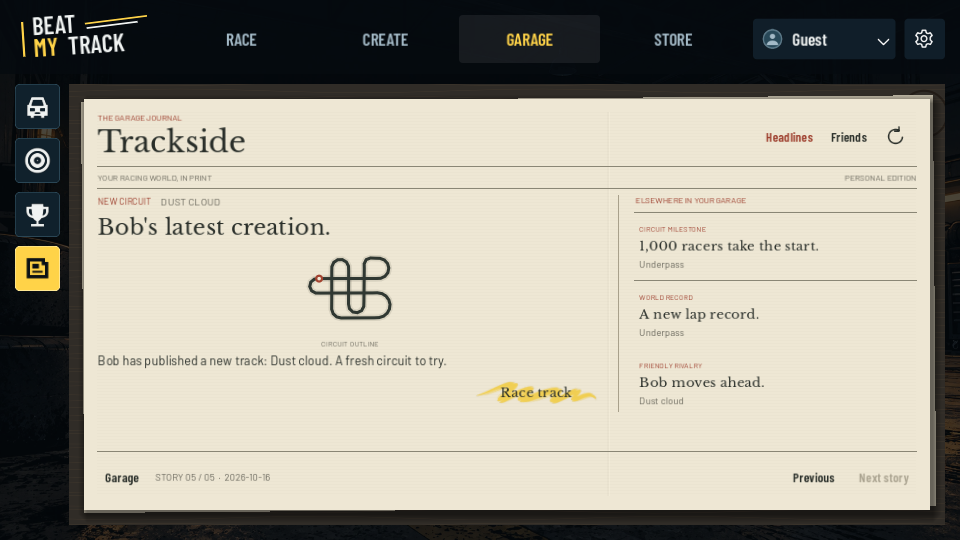 BEAT
MY TRACK
RACE
CREATE
GARAGE
STORE
Guest
THE GARAGE JOURNAL
Trackside
Headlines
Friends
YOUR RACING WORLD, IN PRINT
PERSONAL EDITION
NEW CIRCUIT DUST CLOUD
Bob's latest creation.
CIRCUIT OUTLINE
Bob has published a new track: Dust cloud. A fresh circuit to try.
Race track
ELSEWHERE IN YOUR GARAGE
CIRCUIT MILESTONE
1,000 racers take the start.
Underpass
WORLD RECORD
A new lap record.
Underpass
FRIENDLY RIVALRY
Bob moves ahead.
Dust cloud
Garage
STORY 05 / 05 · 2026-10-16
Previous
Next story